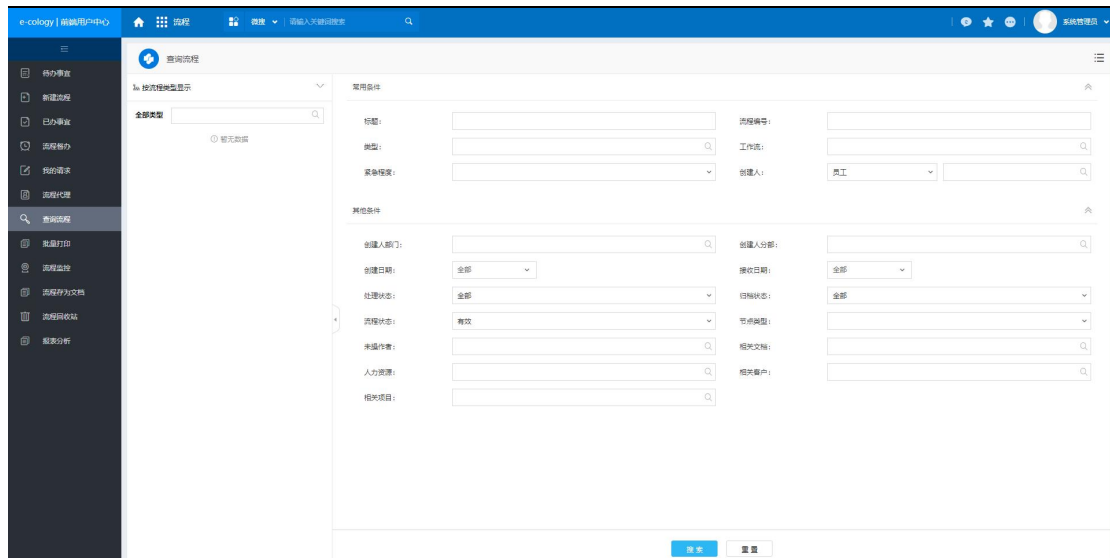 e-cology | 前端用户中心 流程 微搜 请输入关键词搜索 系统管理员
待办事宜
新建流程
已办事宜
流程督办
我的请求
流程代理
查询流程
批量打印
流程监控
流程存为文档
流程回收站
报表分析
查询流程
按流程类型显示
全部类型
暂无数据
常用条件
标题： 流程编号：
类型： 工作流：
紧急程度： 创建人： 员工
其他条件
创建人部门： 创建人分部：
创建日期： 全部 接收日期： 全部
处理状态： 全部 归档状态： 全部
流程状态： 有效 节点类型：
未操作者： 相关文档：
人力资源： 相关客户：
相关项目：
搜索 重置